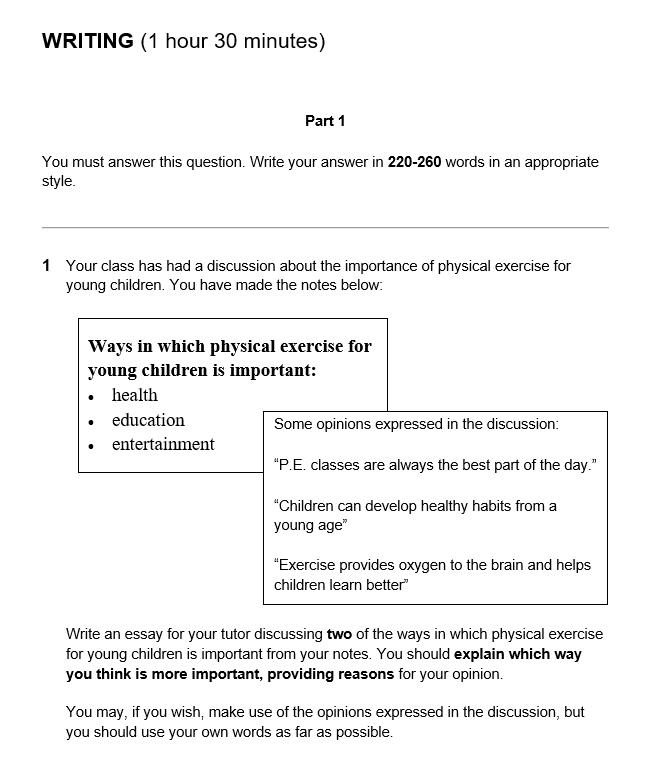 WRITING (1 hour 30 minutes)
Part 1
You must answer this question. Write your answer in 220-260 words in an appropriate
style.
1 Your class has had a discussion about the importance of physical exercise for
young children. You have made the notes below:
Ways in which physical exercise for
young children is important:
• health
• education
• entertainment
Some opinions expressed in the discussion:
“P.E. classes are always the best part of the day.”
“Children can develop healthy habits from a
young age”
“Exercise provides oxygen to the brain and helps
children learn better”
Write an essay for your tutor discussing two of the ways in which physical exercise
for young children is important from your notes. You should explain which way
you think is more important, providing reasons for your opinion.
You may, if you wish, make use of the opinions expressed in the discussion, but
you should use your own words as far as possible.